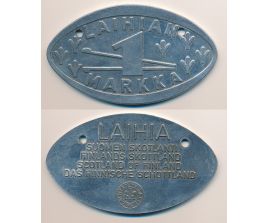 LAIHIAN
1
MARKKA
LAIHIA
SUOMEN SKOTLANTI
FINLANDS SKOTTLAND
SCOTLAND OF FINLAND
DAS FINNISCHE SCHOTTLAND